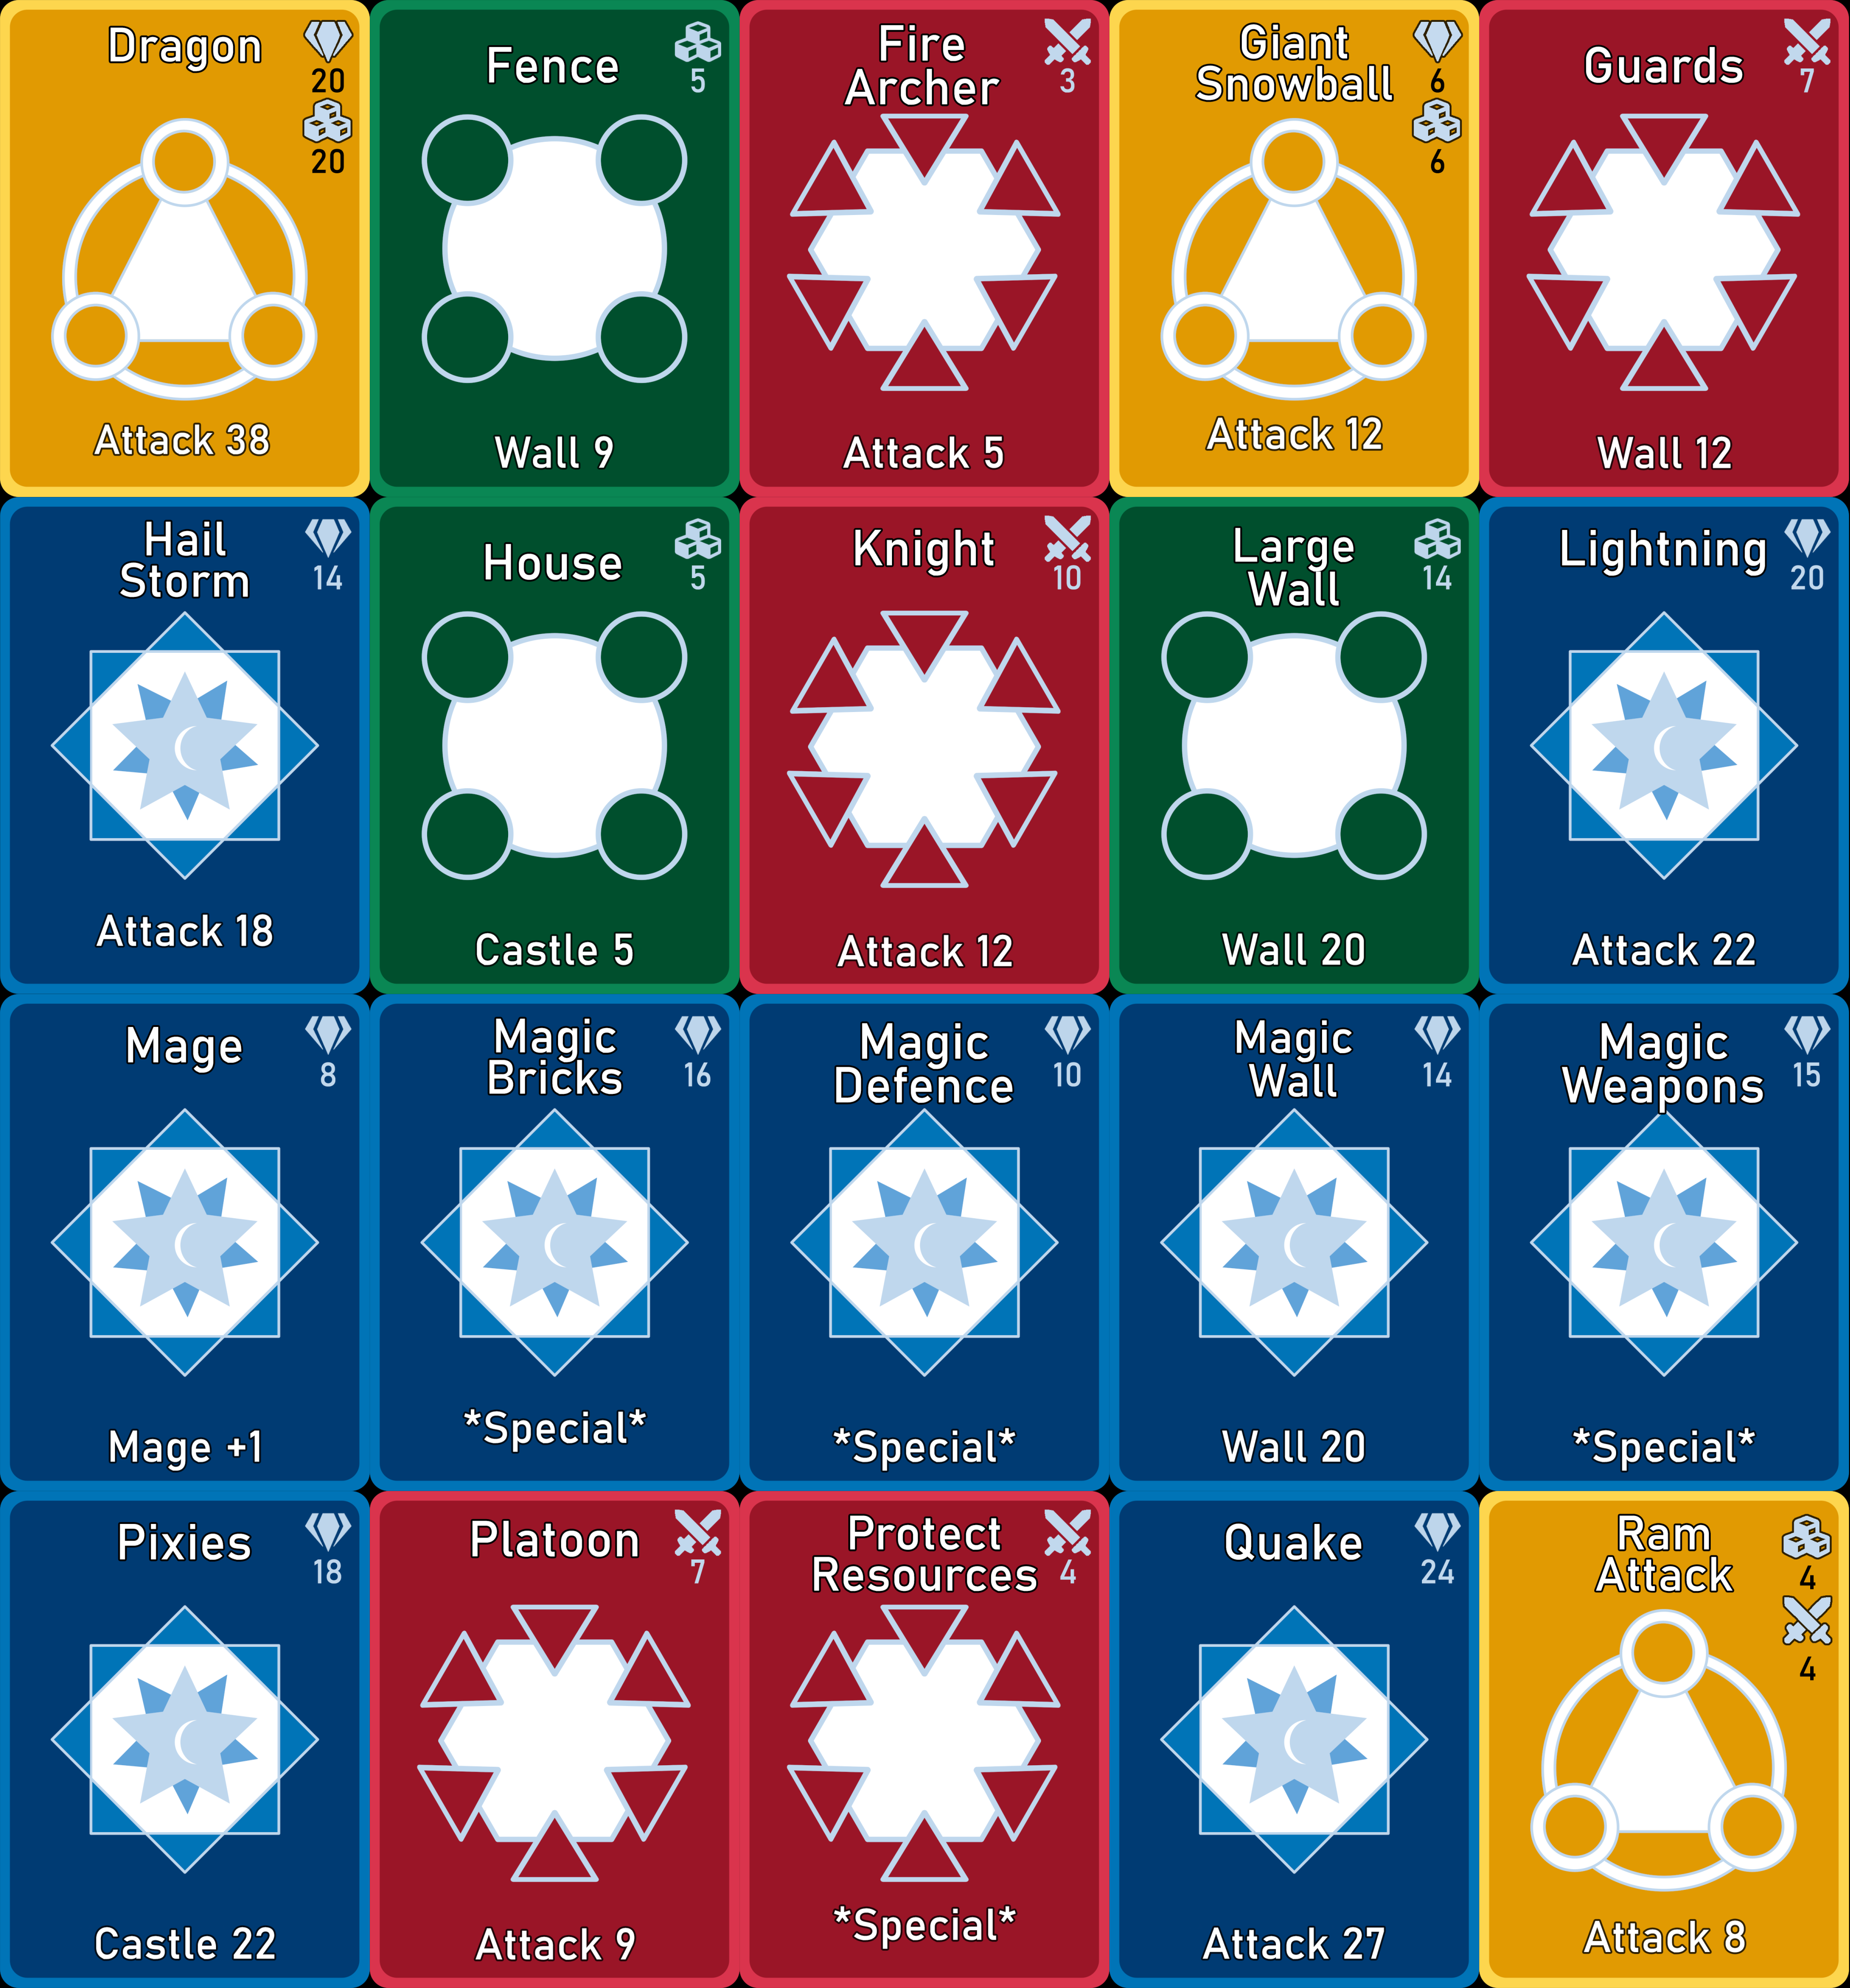 Dragon
20
20
Attack 38
Fence
5
Wall 9
Fire
Archer
3
Attack 5
Giant
Snowball
6
6
Attack 12
Guards
7
Wall 12
Hail
Storm
14
Attack 18
House
5
Castle 5
Knight
10
Attack 12
Large
Wall
14
Wall 20
Lightning
20
Attack 22
Mage
8
Mage +1
Magic
Bricks
16
*Special*
Magic
Defence
10
*Special*
Magic
Wall
14
Wall 20
Magic
Weapons
15
*Special*
Pixies
18
Castle 22
Platoon
7
Attack 9
Protect
Resources
4
*Special*
Quake
24
Attack 27
Ram
Attack
4
4
Attack 8